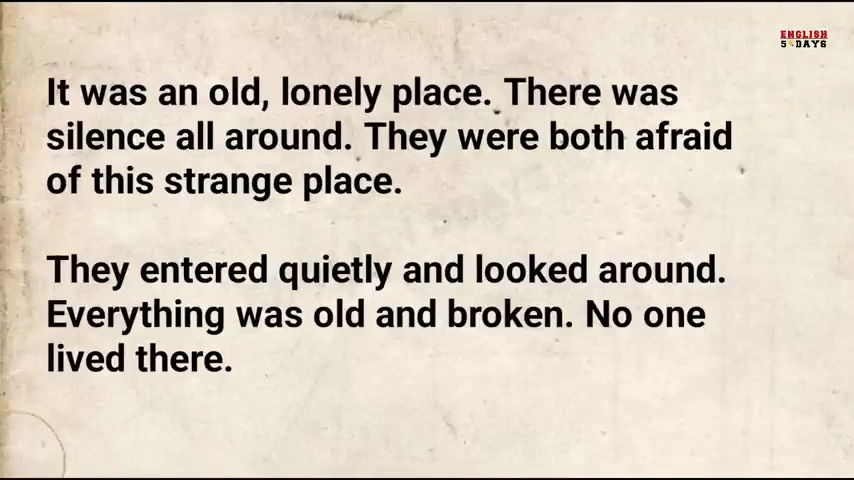 ENGLISH
5 DAYS
It was an old, lonely place. There was
silence all around. They were both afraid
of this strange place.
They entered quietly and looked around.
Everything was old and broken. No one
lived there.